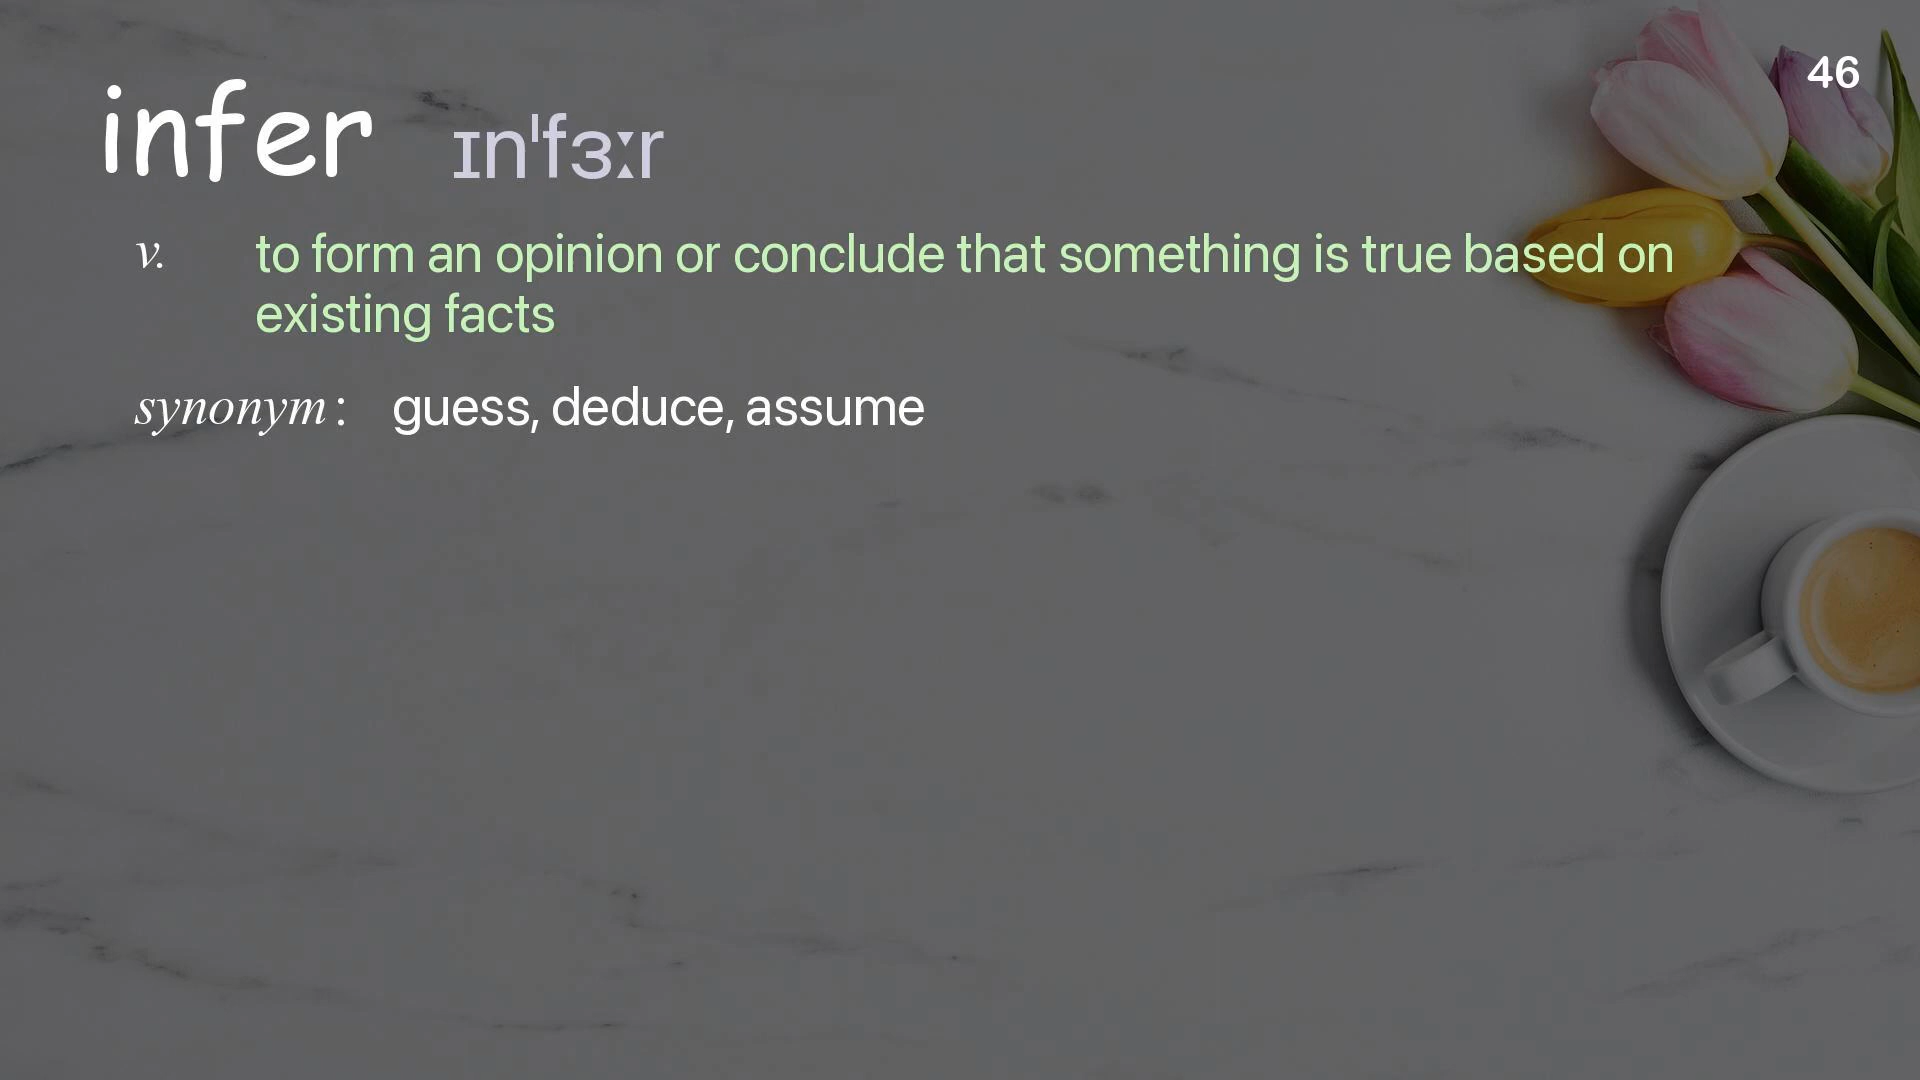 46
infer ɪnˈfɜːr
v. to form an opinion or conclude that something is true based on
existing facts
synonym : guess, deduce, assume